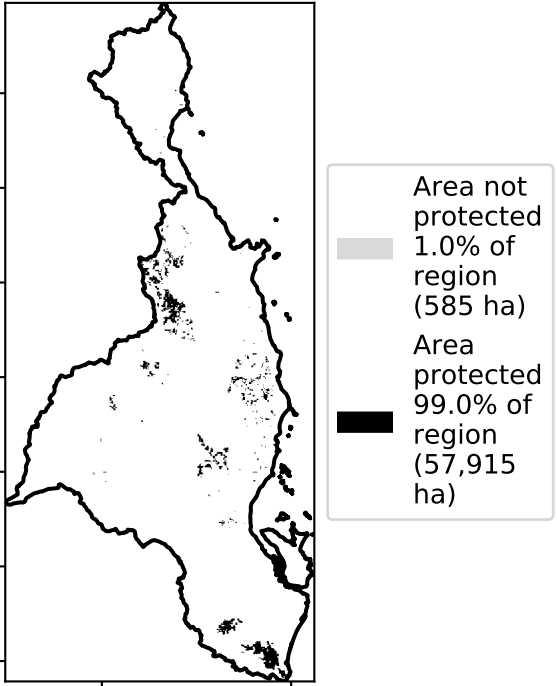 Area not
protected
1.0% of
region
(585 ha)
Area
protected
99.0% of
region
(57,915
ha)